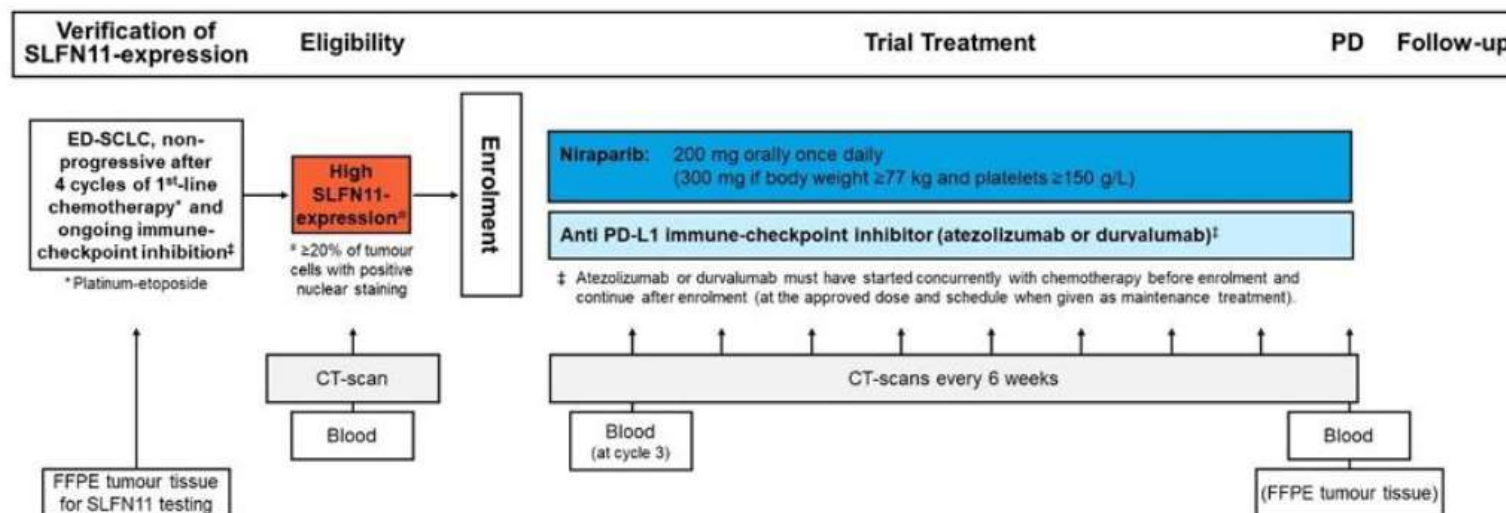 Verification of
SLFN11-expression
Eligibility
Trial Treatment
PD
Follow-up
ED-SCLC, non-
progressive after
4 cycles of 1st-line
chemotherapy* and
ongoing immune-
checkpoint inhibition‡
* Platinum-etoposide
High
SLFN11-
expression#
# ≥20% of tumour
cells with positive
nuclear staining
Enrolment
Niraparib: 200 mg orally once daily
(300 mg if body weight ≥77 kg and platelets ≥150 g/L)
Anti PD-L1 immune-checkpoint inhibitor (atezolizumab or durvalumab)‡
‡ Atezolizumab or durvalumab must have started concurrently with chemotherapy before enrolment and
continue after enrolment (at the approved dose and schedule when given as maintenance treatment).
CT-scan
Blood
CT-scans every 6 weeks
Blood
(at cycle 3)
Blood
(FFPE tumour tissue)
FFPE tumour tissue
for SLFN11 testing